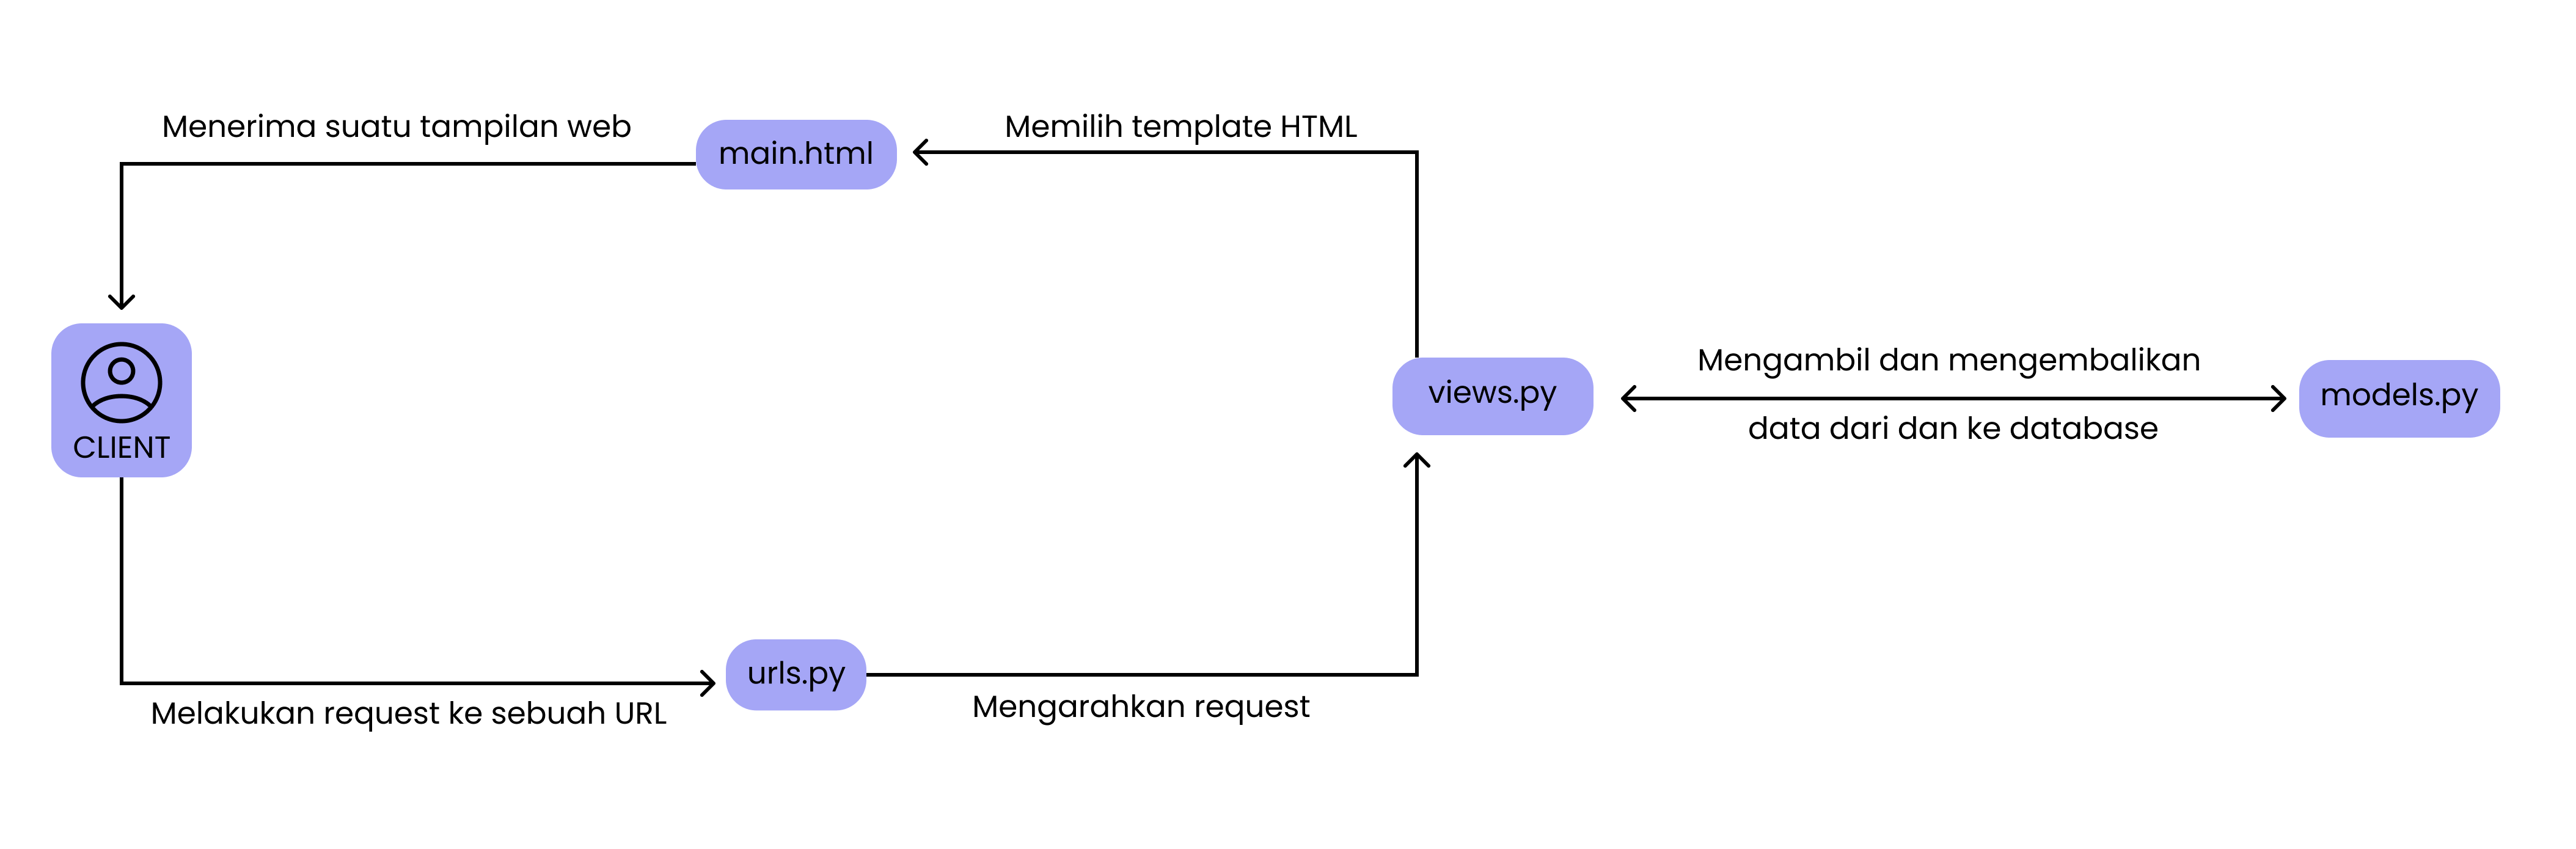 Menerima suatu tampilan web
main.html
Memilih template HTML
CLIENT
views.py
Mengambil dan mengembalikan
data dari dan ke database
models.py
urls.py
Melakukan request ke sebuah URL
Mengarahkan request